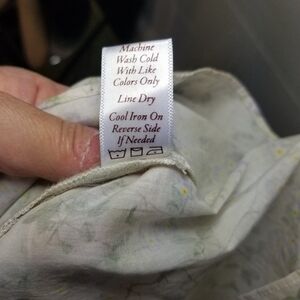 Machine
Wash Cold
With Like
Colors Only
Line Dry
Cool Iron On
Reverse Side
If Needed